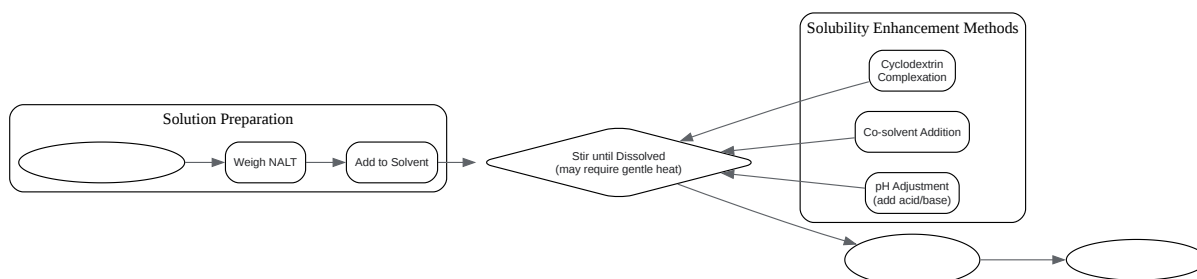 Solubility Enhancement Methods
Cyclodextrin
Complexation
Solution Preparation
Co-solvent Addition
Weigh NALT
Add to Solvent
Stir until Dissolved
(may require gentle heat)
pH Adjustment
(add acid/base)